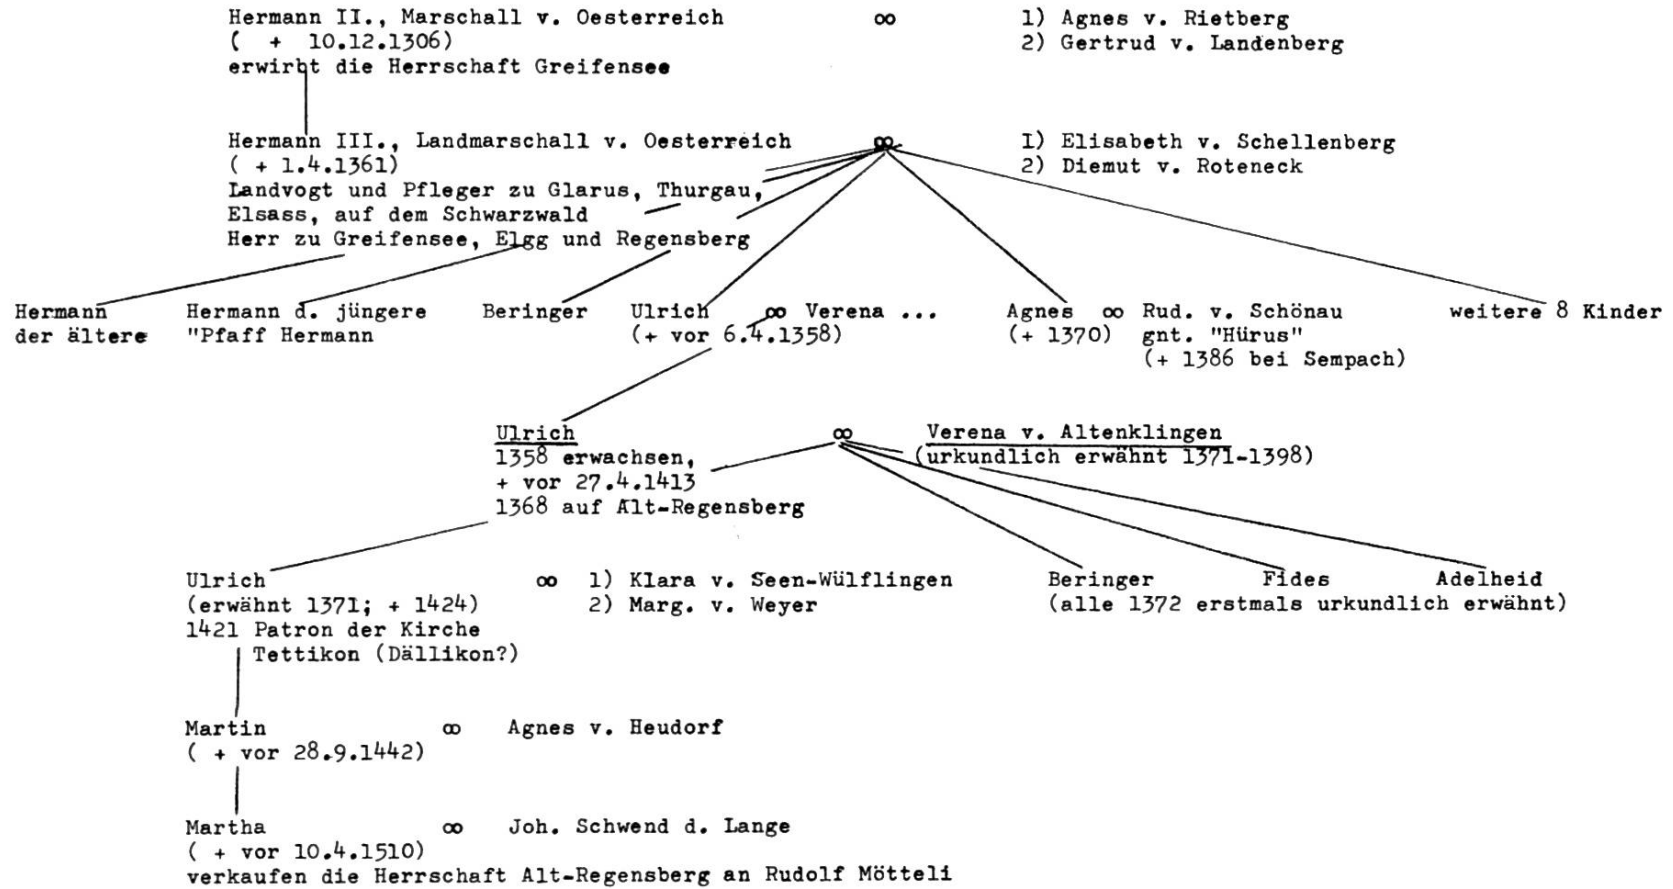 Hermann II., Marschall v. Oesterreich ∞ 1) Agnes v. Rietberg
( + 10.12.1306) 2) Gertrud v. Landenberg
erwirbt die Herrschaft Greifensee
Hermann III., Landmarschall v. Oesterreich ∞ I) Elisabeth v. Schellenberg
( + 1.4.1361) 2) Diemut v. Roteneck
Landvogt und Pfleger zu Glarus, Thurgau,
Elsass, auf dem Schwarzwald
Herr zu Greifensee, Elgg und Regensberg
Hermann Hermann d. jüngere Beringer Ulrich ∞ Verena ... Agnes ∞ Rud. v. Schönau weitere 8 Kinder
der ältere "Pfaff Hermann (+ vor 6.4.1358) (+ 1370) gnt. "Hürus"
(+ 1386 bei Sempach)
Ulrich ∞ Verena v. Altenklingen
1358 erwachsen, (urkundlich erwähnt 1371-1398)
+ vor 27.4.1413
1368 auf Alt-Regensberg
Ulrich ∞ 1) Klara v. Seen-Wülflingen Beringer Fides Adelheid
(erwähnt 1371; + 1424) 2) Marg. v. Weyer (alle 1372 erstmals urkundlich erwähnt)
1421 Patron der Kirche
Tettikon (Dällikon?)
Martin ∞ Agnes v. Heudorf
( + vor 28.9.1442)
Martha ∞ Joh. Schwend d. Lange
( + vor 10.4.1510)
verkaufen die Herrschaft Alt-Regensberg an Rudolf Mötteli